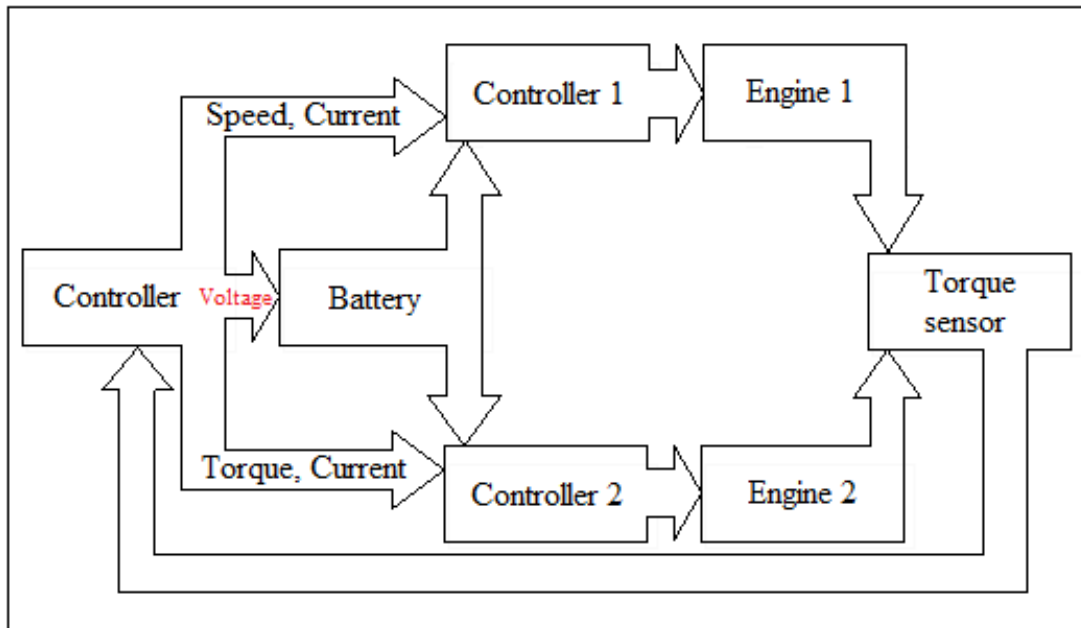 Controller 1
Engine 1
Speed, Current
Controller
Voltage
Battery
Torque
sensor
Torque, Current
Controller 2
Engine 2